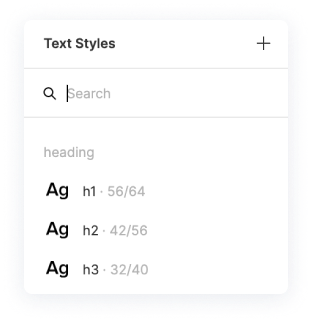 Text Styles
Search
heading
Ag h1 · 56/64
Ag h2 · 42/56
Ag h3 · 32/40